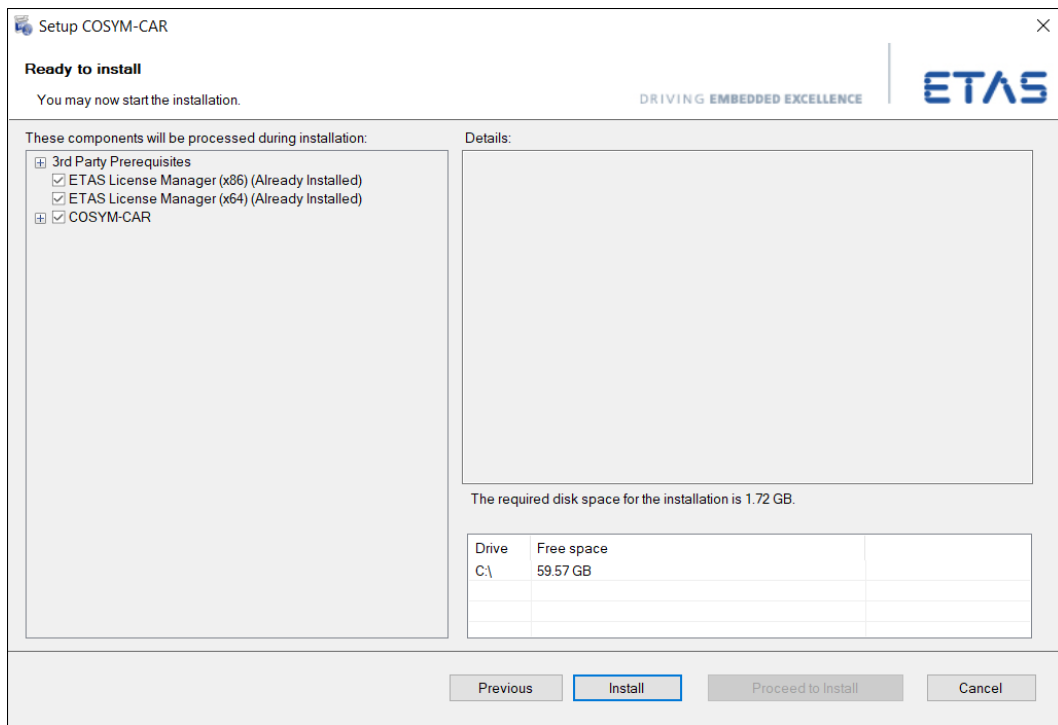 Setup COSYM-CAR
Ready to install
You may now start the installation.
DRIVING EMBEDDED EXCELLENCE
ETAS
These components will be processed during installation:
3rd Party Prerequisites
ETAS License Manager (x86) (Already Installed)
ETAS License Manager (x64) (Already Installed)
COSYM-CAR
Details:
The required disk space for the installation is 1.72 GB.
Drive Free space
C:\ 59.57 GB
Previous Install Proceed to Install Cancel